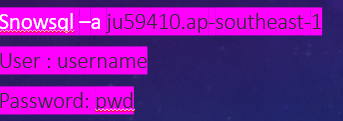 Snowsql –a ju59410.ap-southeast-1
User : username
Password: pwd